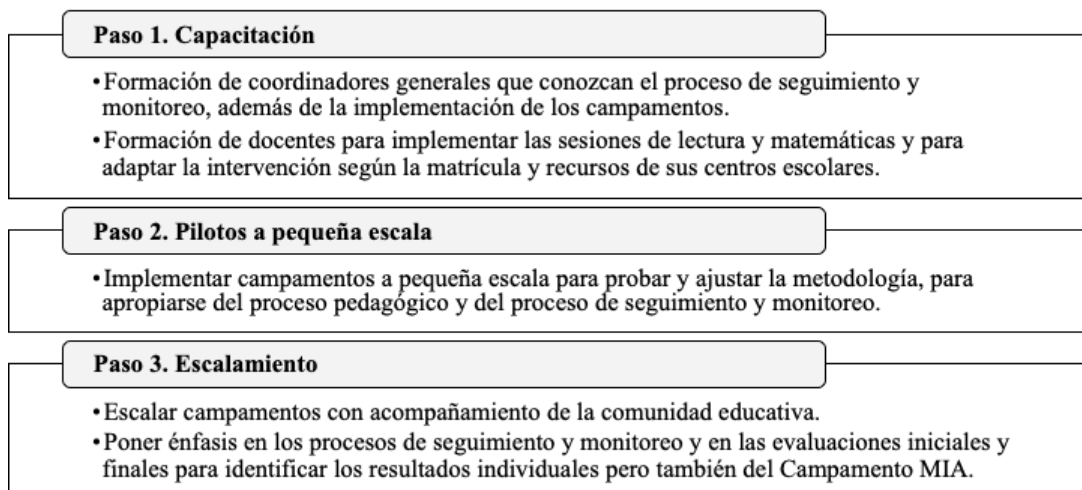 Paso 1. Capacitación
•Formación de coordinadores generales que conozcan el proceso de seguimiento y
monitoreo, además de la implementación de los campamentos.
•Formación de docentes para implementar las sesiones de lectura y matemáticas y para
adaptar la intervención según la matrícula y recursos de sus centros escolares.
Paso 2. Pilotos a pequeña escala
•Implementar campamentos a pequeña escala para probar y ajustar la metodología, para
apropiarse del proceso pedagógico y del proceso de seguimiento y monitoreo.
Paso 3. Escalamiento
•Escalar campamentos con acompañamiento de la comunidad educativa.
•Poner énfasis en los procesos de seguimiento y monitoreo y en las evaluaciones iniciales y
finales para identificar los resultados individuales pero también del Campamento MIA.